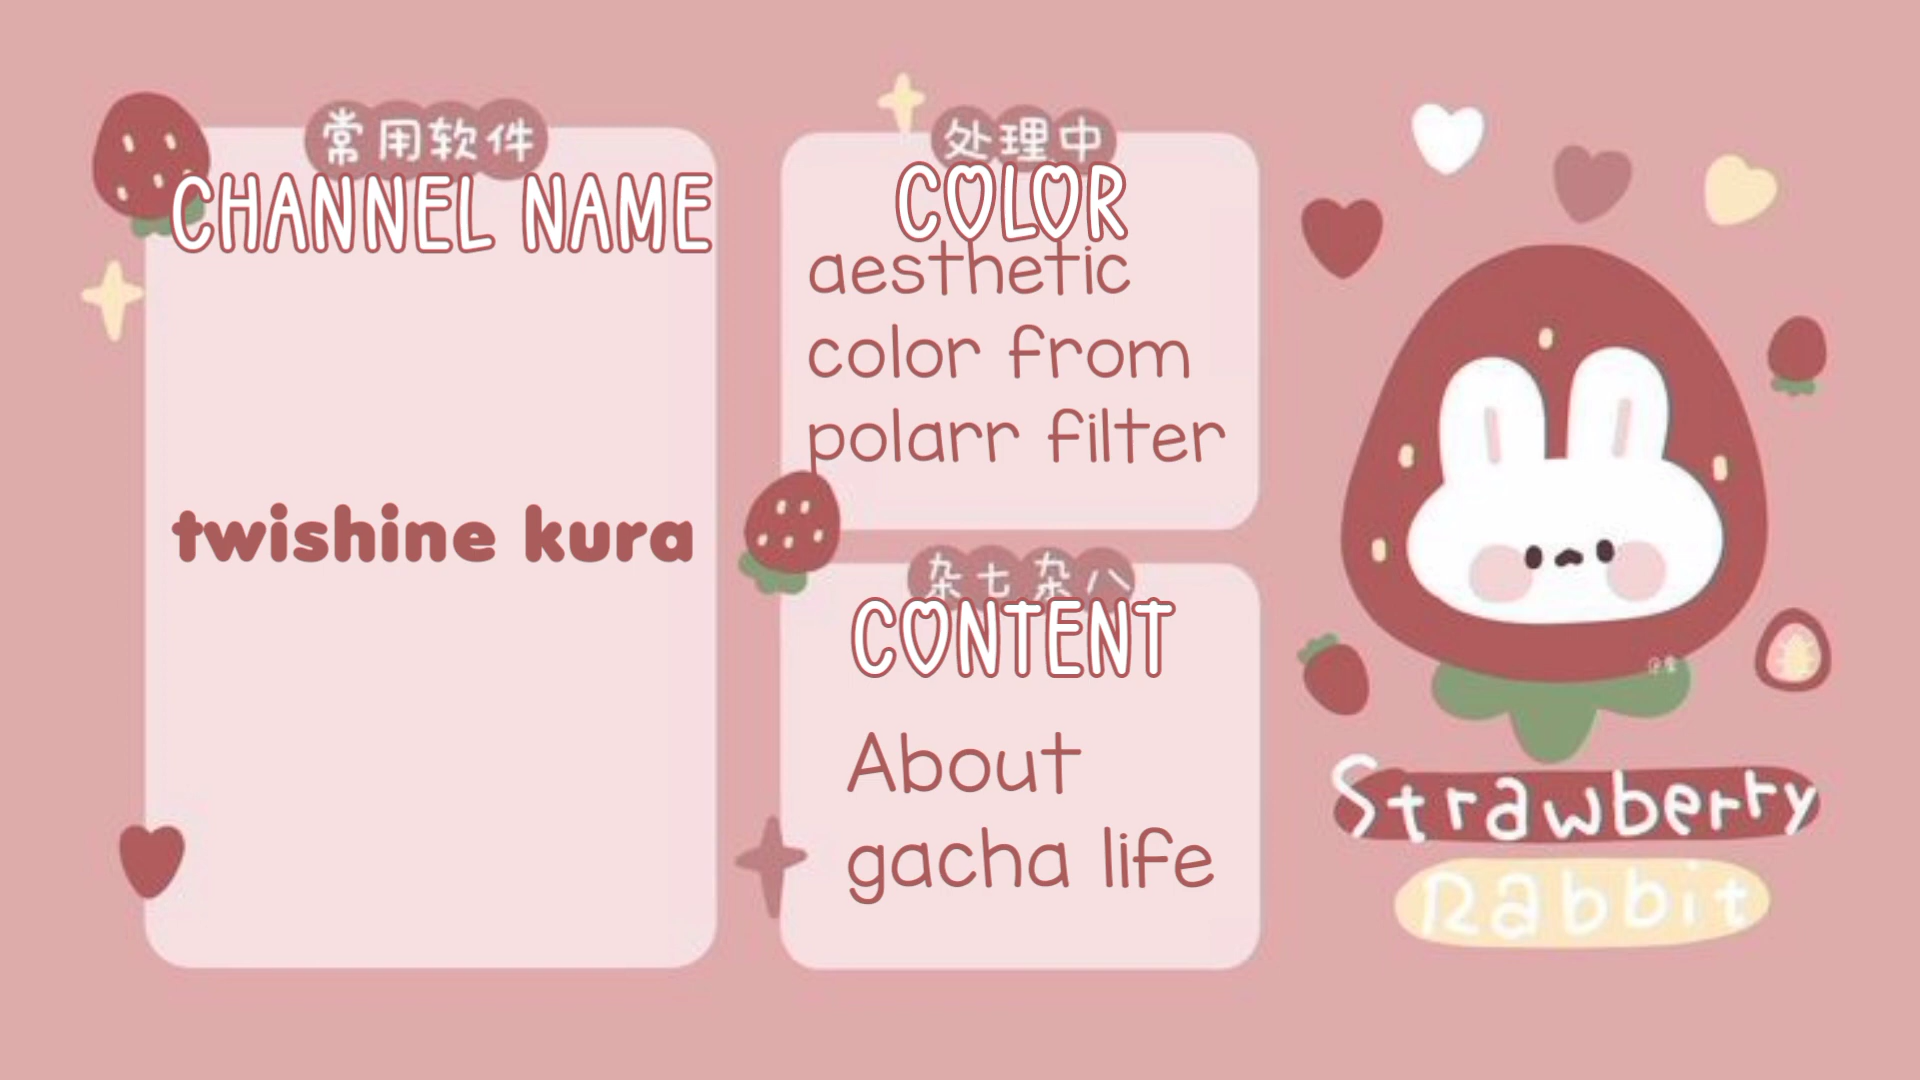 常用软件
CHANNEL NAME
twishine kura
处理中
COLOR
aesthetic
color from
polarr filter
杂七杂八
CONTENT
About
gacha life
Strawberry
Rabbit